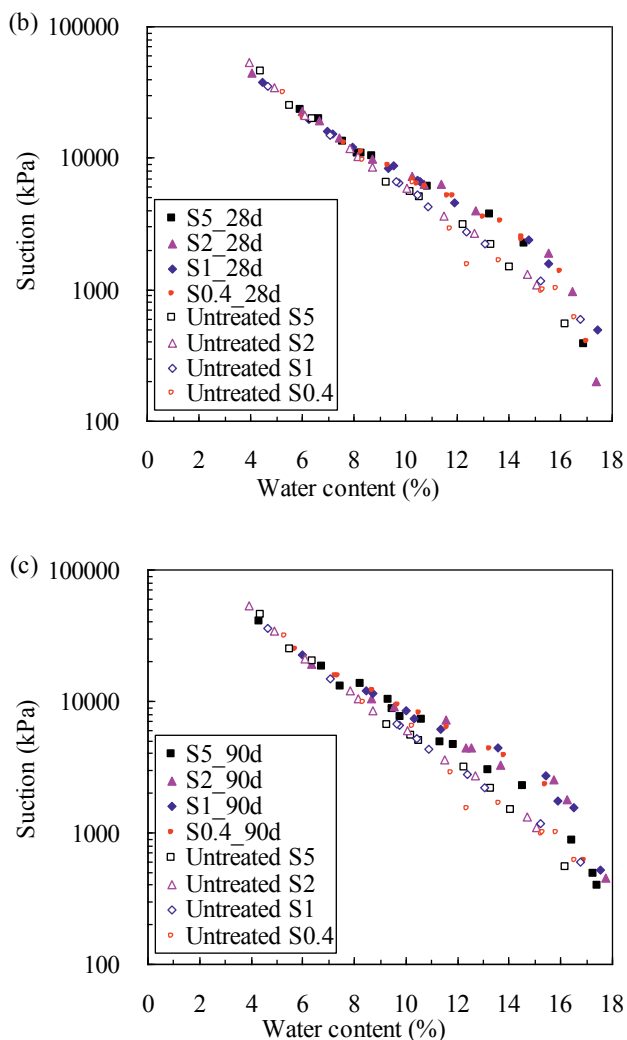 (b)
100000
10000
1000
100
Suction (kPa)
S5_28d
S2_28d
S1_28d
S0.4_28d
Untreated S5
Untreated S2
Untreated S1
Untreated S0.4
0 2 4 6 8 10 12 14 16 18
Water content (%)
(c)
100000
10000
1000
100
Suction (kPa)
S5_90d
S2_90d
S1_90d
S0.4_90d
Untreated S5
Untreated S2
Untreated S1
Untreated S0.4
0 2 4 6 8 10 12 14 16 18
Water content (%)